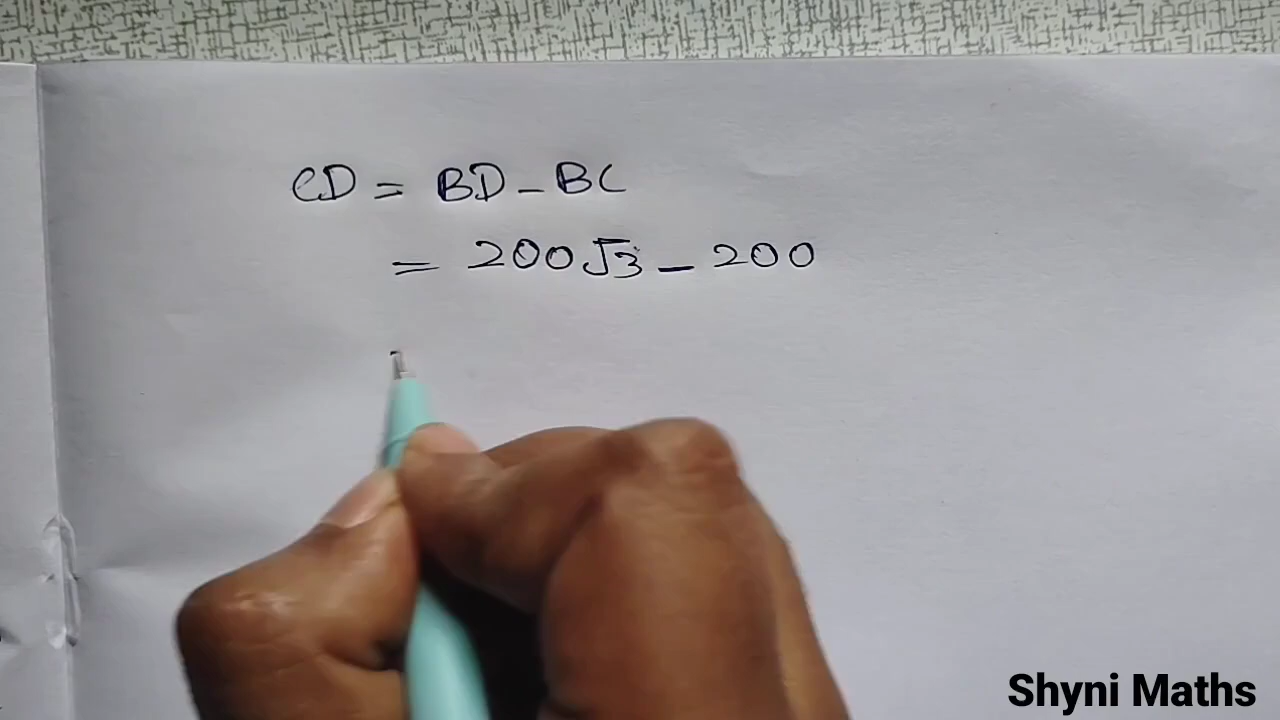 CD = BD - BC
= 200√3 - 200
Shyni Maths